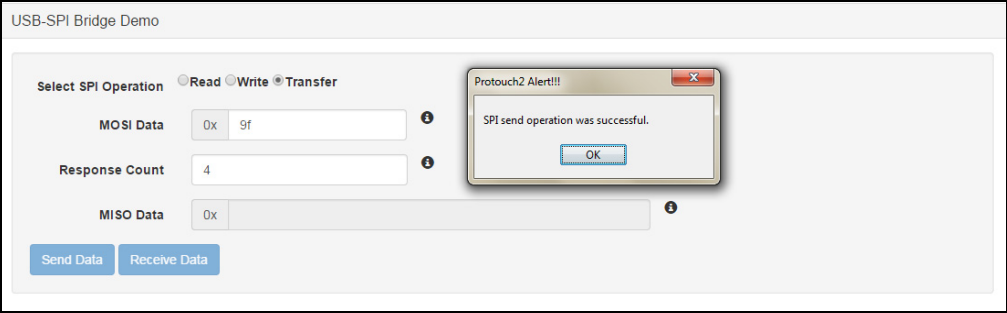 USB-SPI Bridge Demo
Select SPI Operation Read Write Transfer
MOSI Data 0x 9f
Response Count 4
MISO Data 0x
Send Data Receive Data
Protouch2 Alert!!!
SPI send operation was successful.
OK